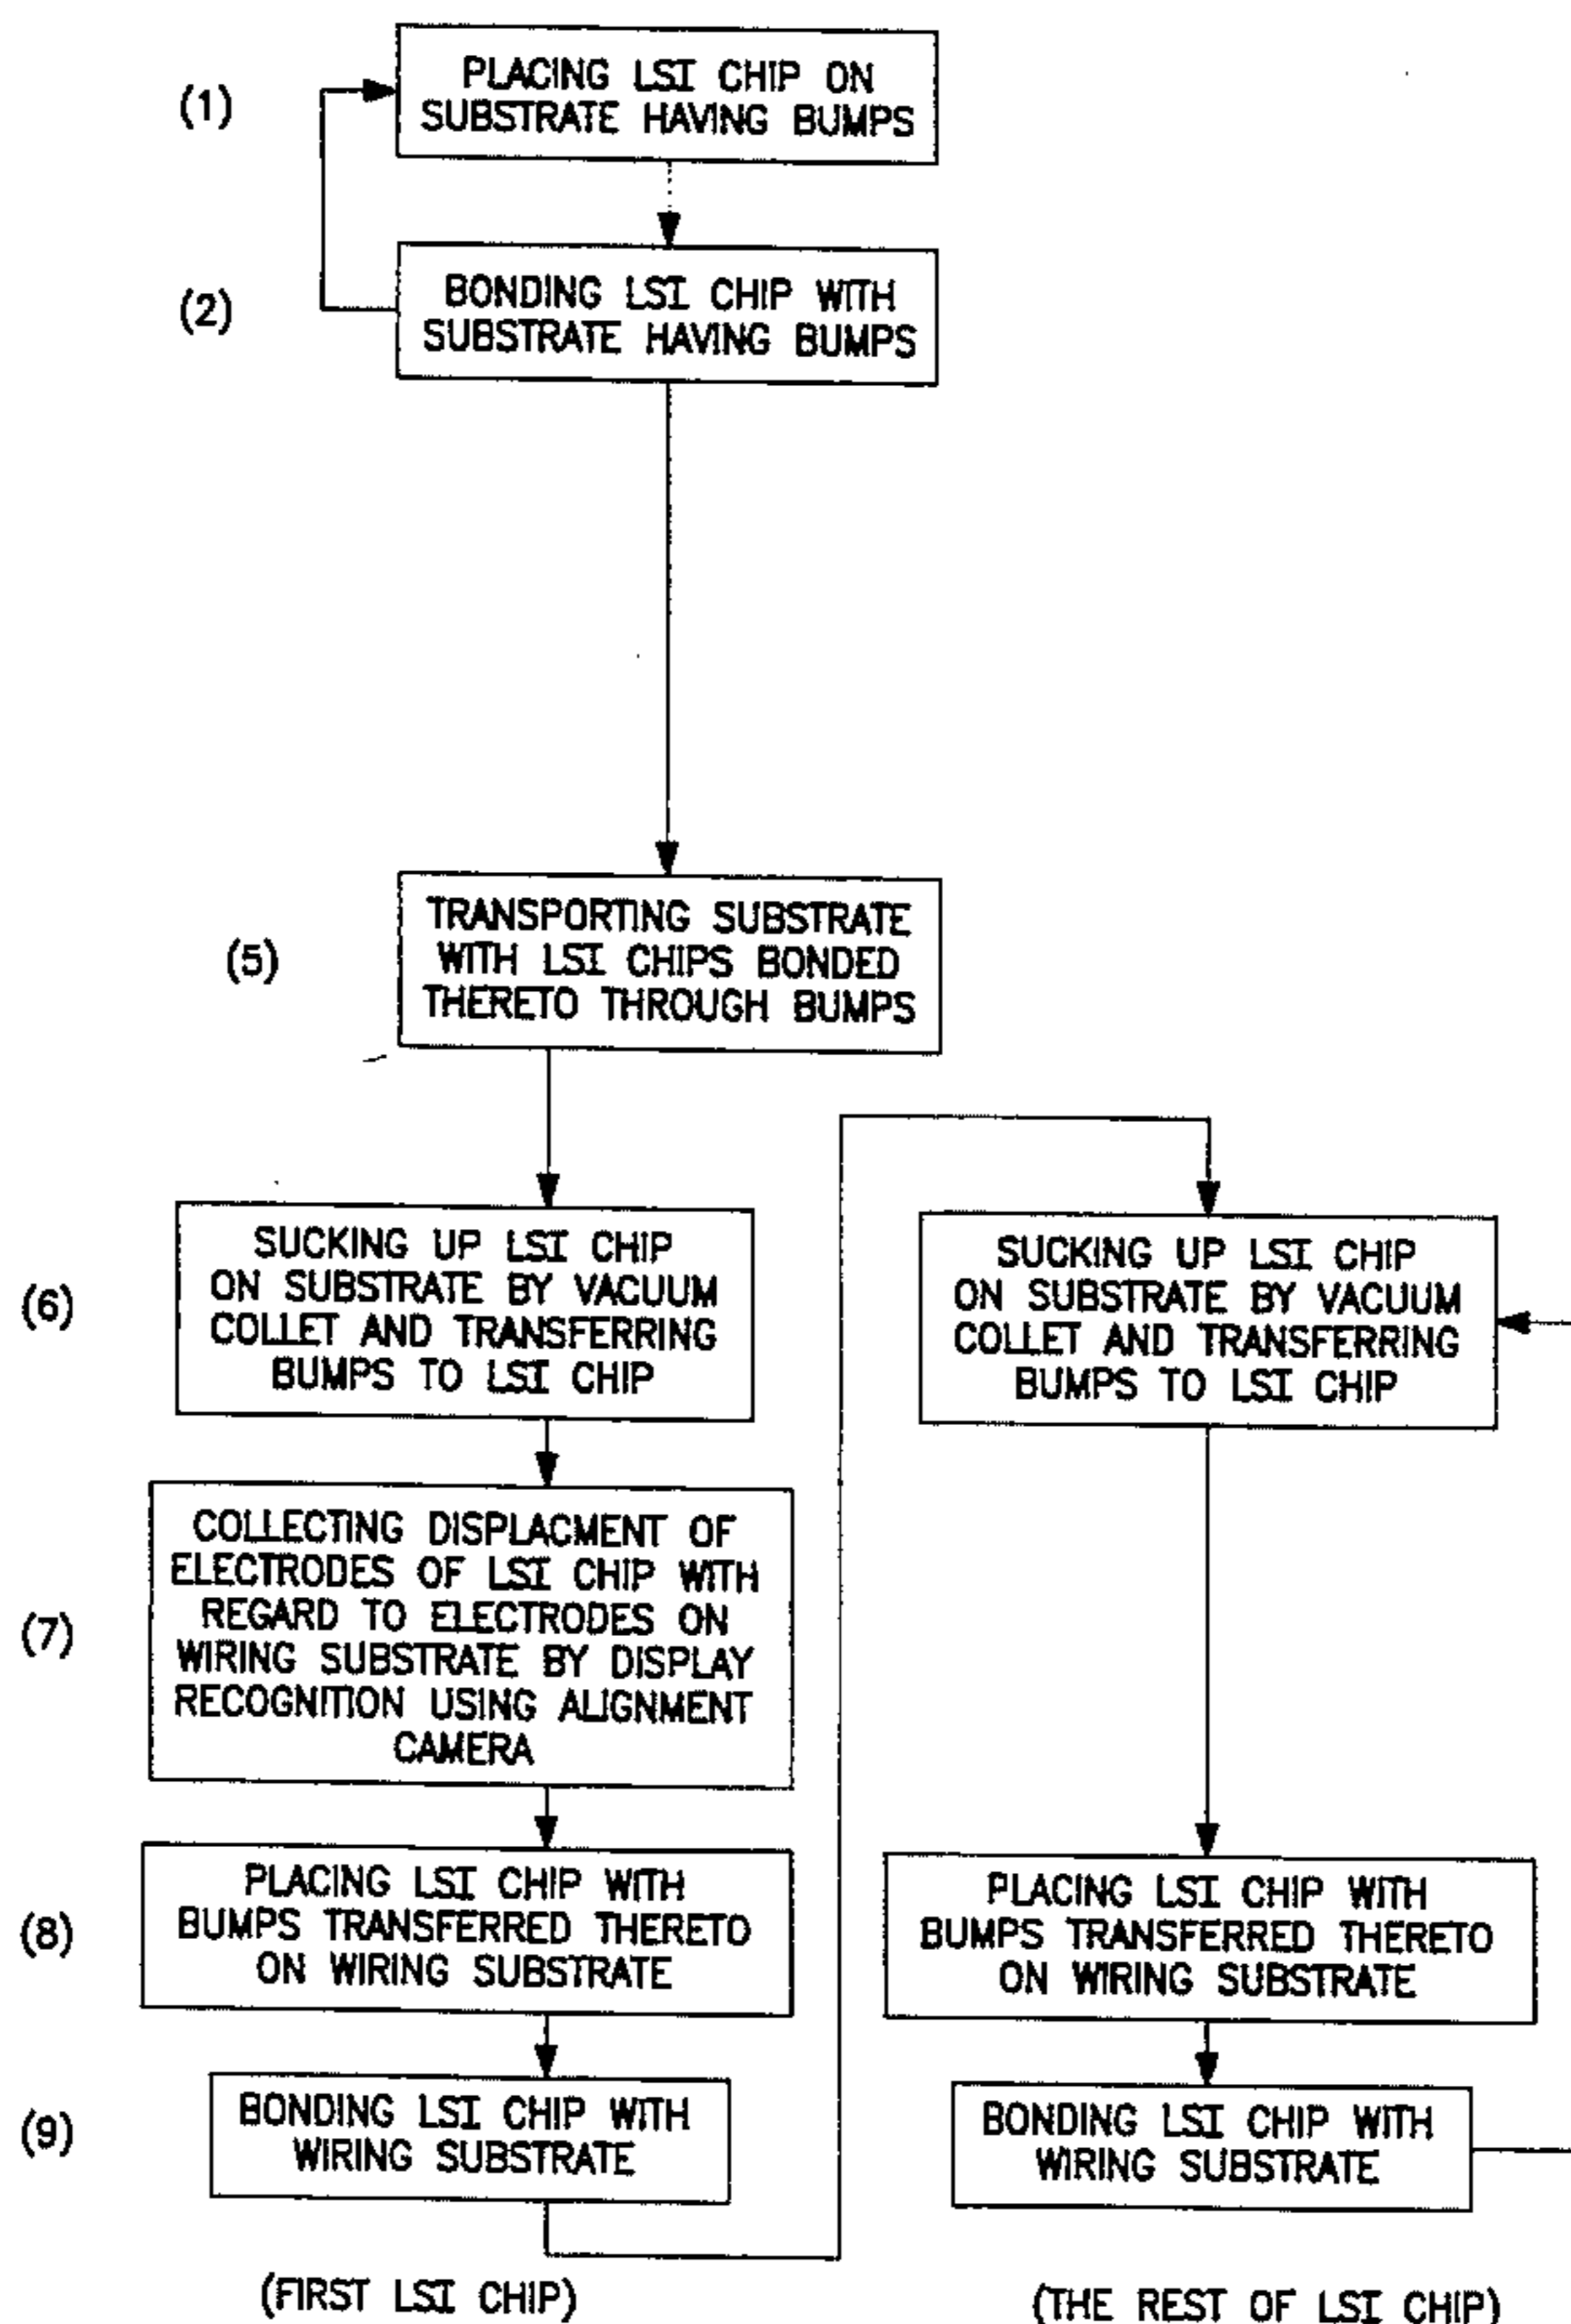 (1)
PLACING LSI CHIP ON
SUBSTRATE HAVING BUMPS
(2)
BONDING LSI CHIP WITH
SUBSTRATE HAVING BUMPS
(5)
TRANSPORTING SUBSTRATE
WITH LSI CHIPS BONDED
THERETO THROUGH BUMPS
(6)
SUCKING UP LSI CHIP
ON SUBSTRATE BY VACUUM
COLLET AND TRANSFERRING
BUMPS TO LSI CHIP
(7)
COLLECTING DISPLACMENT OF
ELECTRODES OF LSI CHIP WITH
REGARD TO ELECTRODES ON
WIRING SUBSTRATE BY DISPLAY
RECOGNITION USING ALIGNMENT
CAMERA
(8)
PLACING LSI CHIP WITH
BUMPS TRANSFERRED THERETO
ON WIRING SUBSTRATE
(9)
BONDING LSI CHIP WITH
WIRING SUBSTRATE
(FIRST LSI CHIP)
SUCKING UP LSI CHIP
ON SUBSTRATE BY VACUUM
COLLET AND TRANSFERRING
BUMPS TO LSI CHIP
PLACING LSI CHIP WITH
BUMPS TRANSFERRED THERETO
ON WIRING SUBSTRATE
BONDING LSI CHIP WITH
WIRING SUBSTRATE
(THE REST OF LSI CHIP)